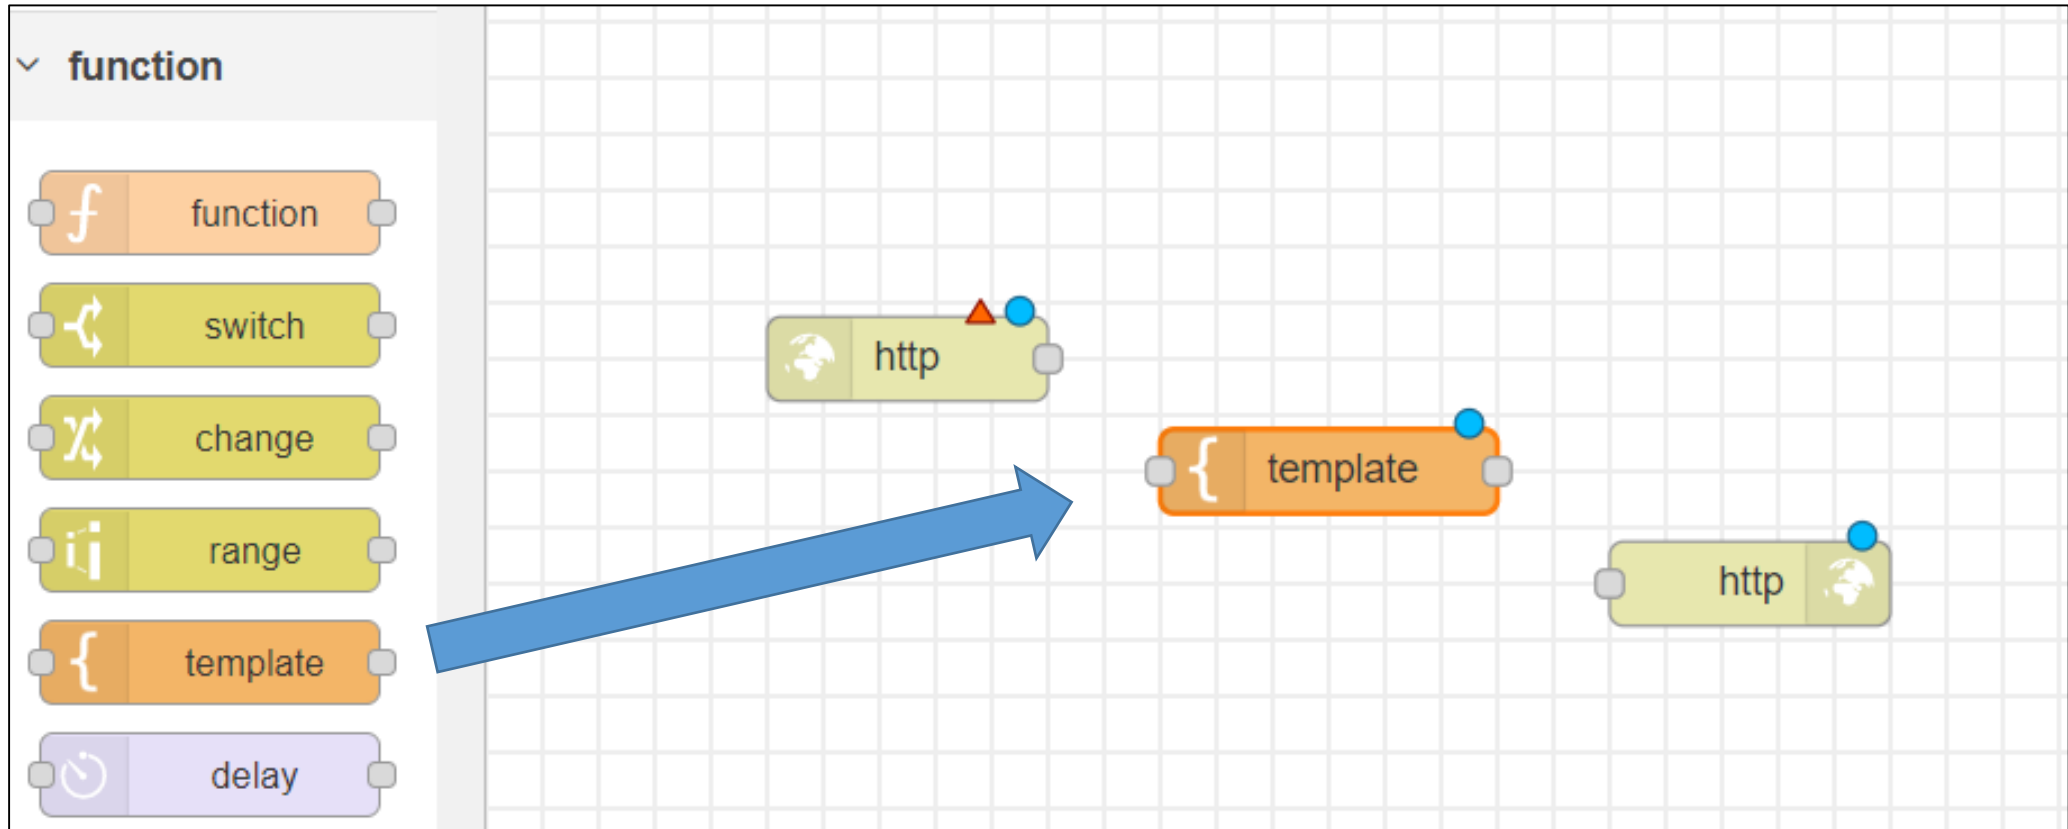 function
function
switch
change
range
template
delay
http
template
http